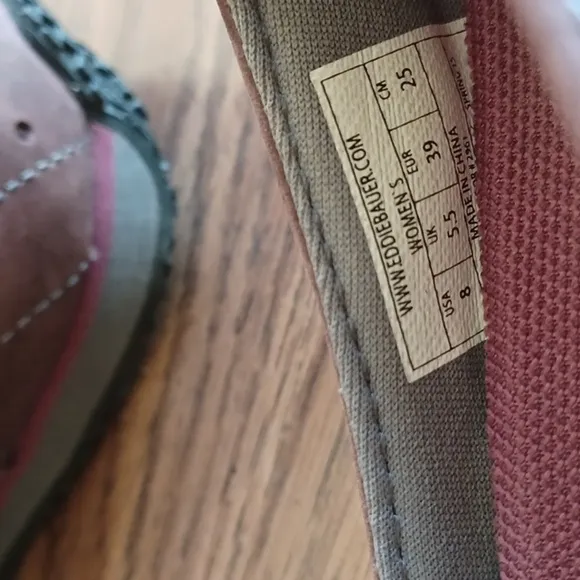 WWW.EDDIEBAUER.COM
WOMEN'S
USA UK EUR CM
8 5.5 39 25
MADE IN CHINA